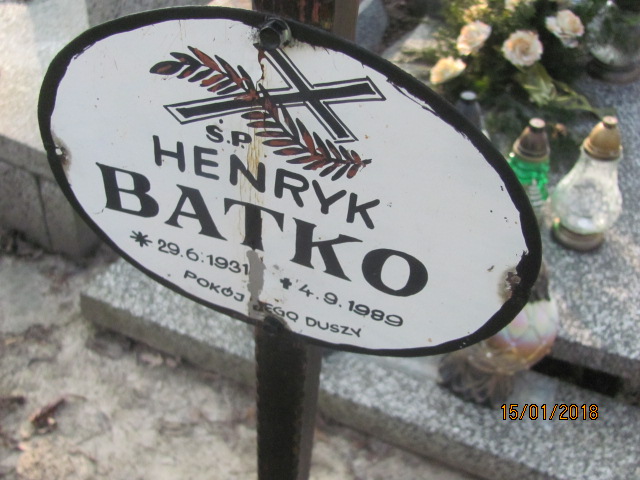 Ś.P.
HENRYK
BATKO
* 29.6.1931 ✝ 4.9.1989
POKÓJ JEGO DUSZY
15/01/2018